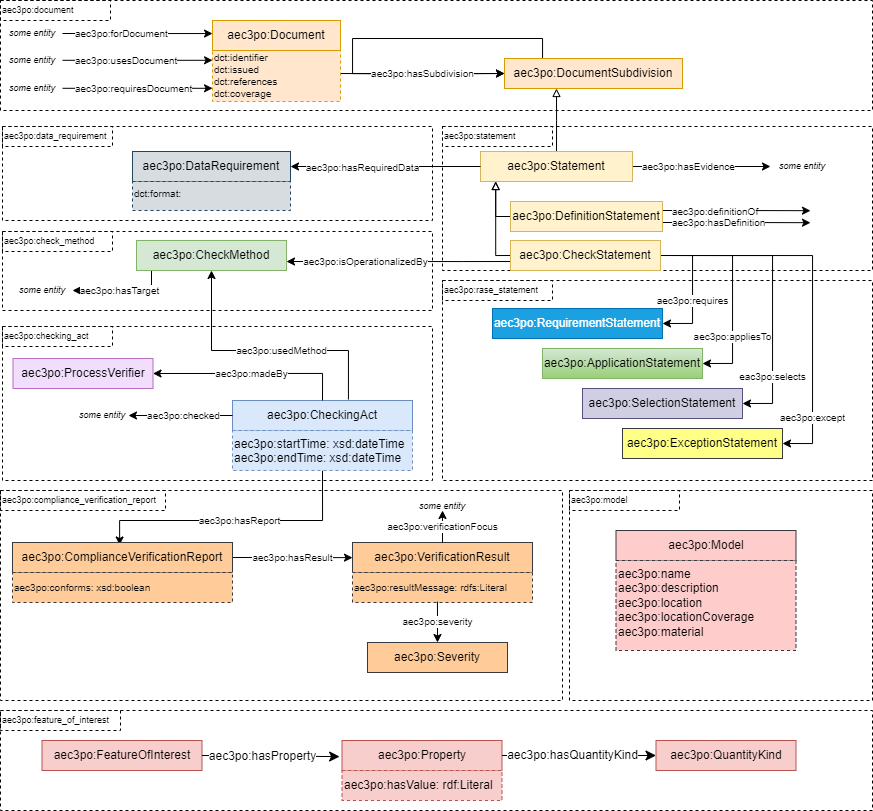 aec3po:document
some entity
aec3po:forDocument
aec3po:Document
some entity
aec3po:usesDocument
dct:identifier
dct:issued
dct:references
dct:coverage
some entity
aec3po:requiresDocument
aec3po:hasSubdivision
aec3po:DocumentSubdivision
aec3po:data_requirement
aec3po:DataRequirement
dct:format:
aec3po:hasRequiredData
aec3po:statement
aec3po:Statement
aec3po:hasEvidence
some entity
aec3po:DefinitionStatement
aec3po:definitionOf
aec3po:hasDefinition
aec3po:CheckStatement
aec3po:check_method
aec3po:CheckMethod
aec3po:isOperationalizedBy
some entity
aec3po:hasTarget
aec3po:rase_statement
aec3po:requires
aec3po:RequirementStatement
aec3po:appliesTo
aec3po:ApplicationStatement
eac3po:selects
aec3po:SelectionStatement
aec3po:except
aec3po:ExceptionStatement
aec3po:checking_act
aec3po:usedMethod
aec3po:ProcessVerifier
aec3po:madeBy
some entity
aec3po:checked
aec3po:CheckingAct
aec3po:startTime: xsd:dateTime
aec3po:endTime: xsd:dateTime
aec3po:compliance_verification_report
aec3po:hasReport
some entity
aec3po:verificationFocus
aec3po:ComplianceVerificationReport
aec3po:conforms: xsd:boolean
aec3po:hasResult
aec3po:VerificationResult
aec3po:resultMessage: rdfs:Literal
aec3po:severity
aec3po:Severity
aec3po:model
aec3po:Model
aec3po:name
aec3po:description
aec3po:location
aec3po:locationCoverage
aec3po:material
aec3po:feature_of_interest
aec3po:FeatureOfInterest
aec3po:hasProperty
aec3po:Property
aec3po:hasValue: rdf:Literal
aec3po:hasQuantityKind
aec3po:QuantityKind